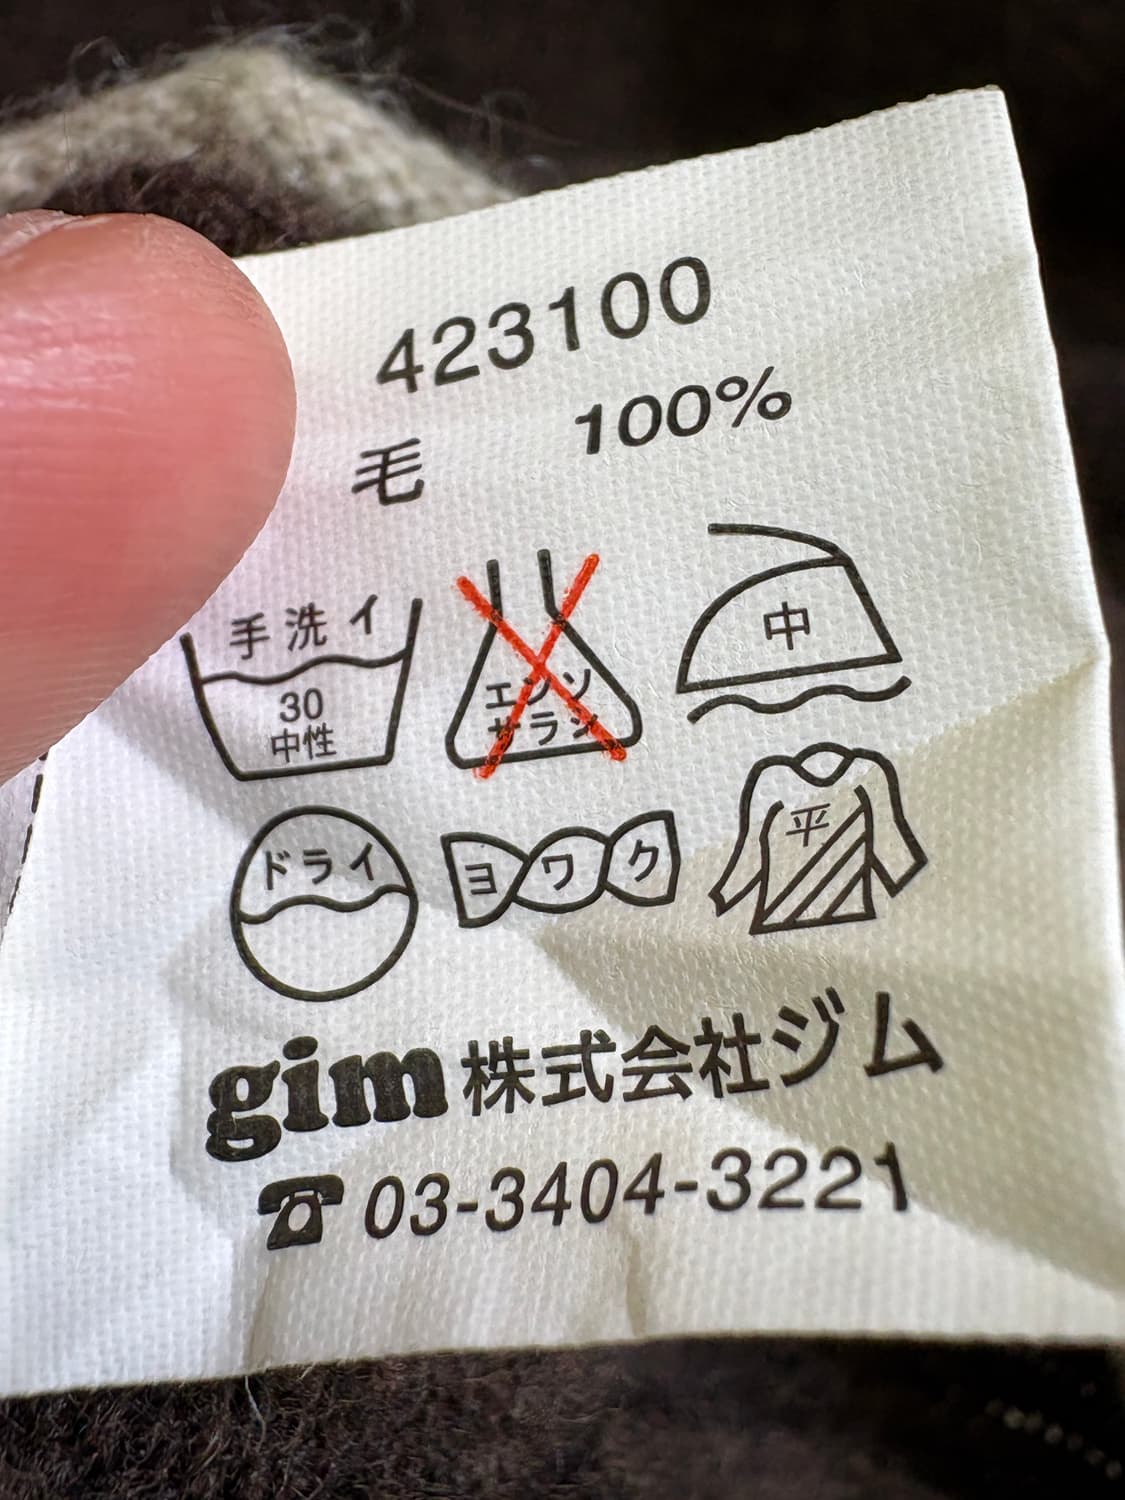 423100
毛 100%
手洗イ
30
中性
エンソ
サラシ
中
ドライ
ヨワク
平
gim 株式会社ジム
☎03-3404-3221